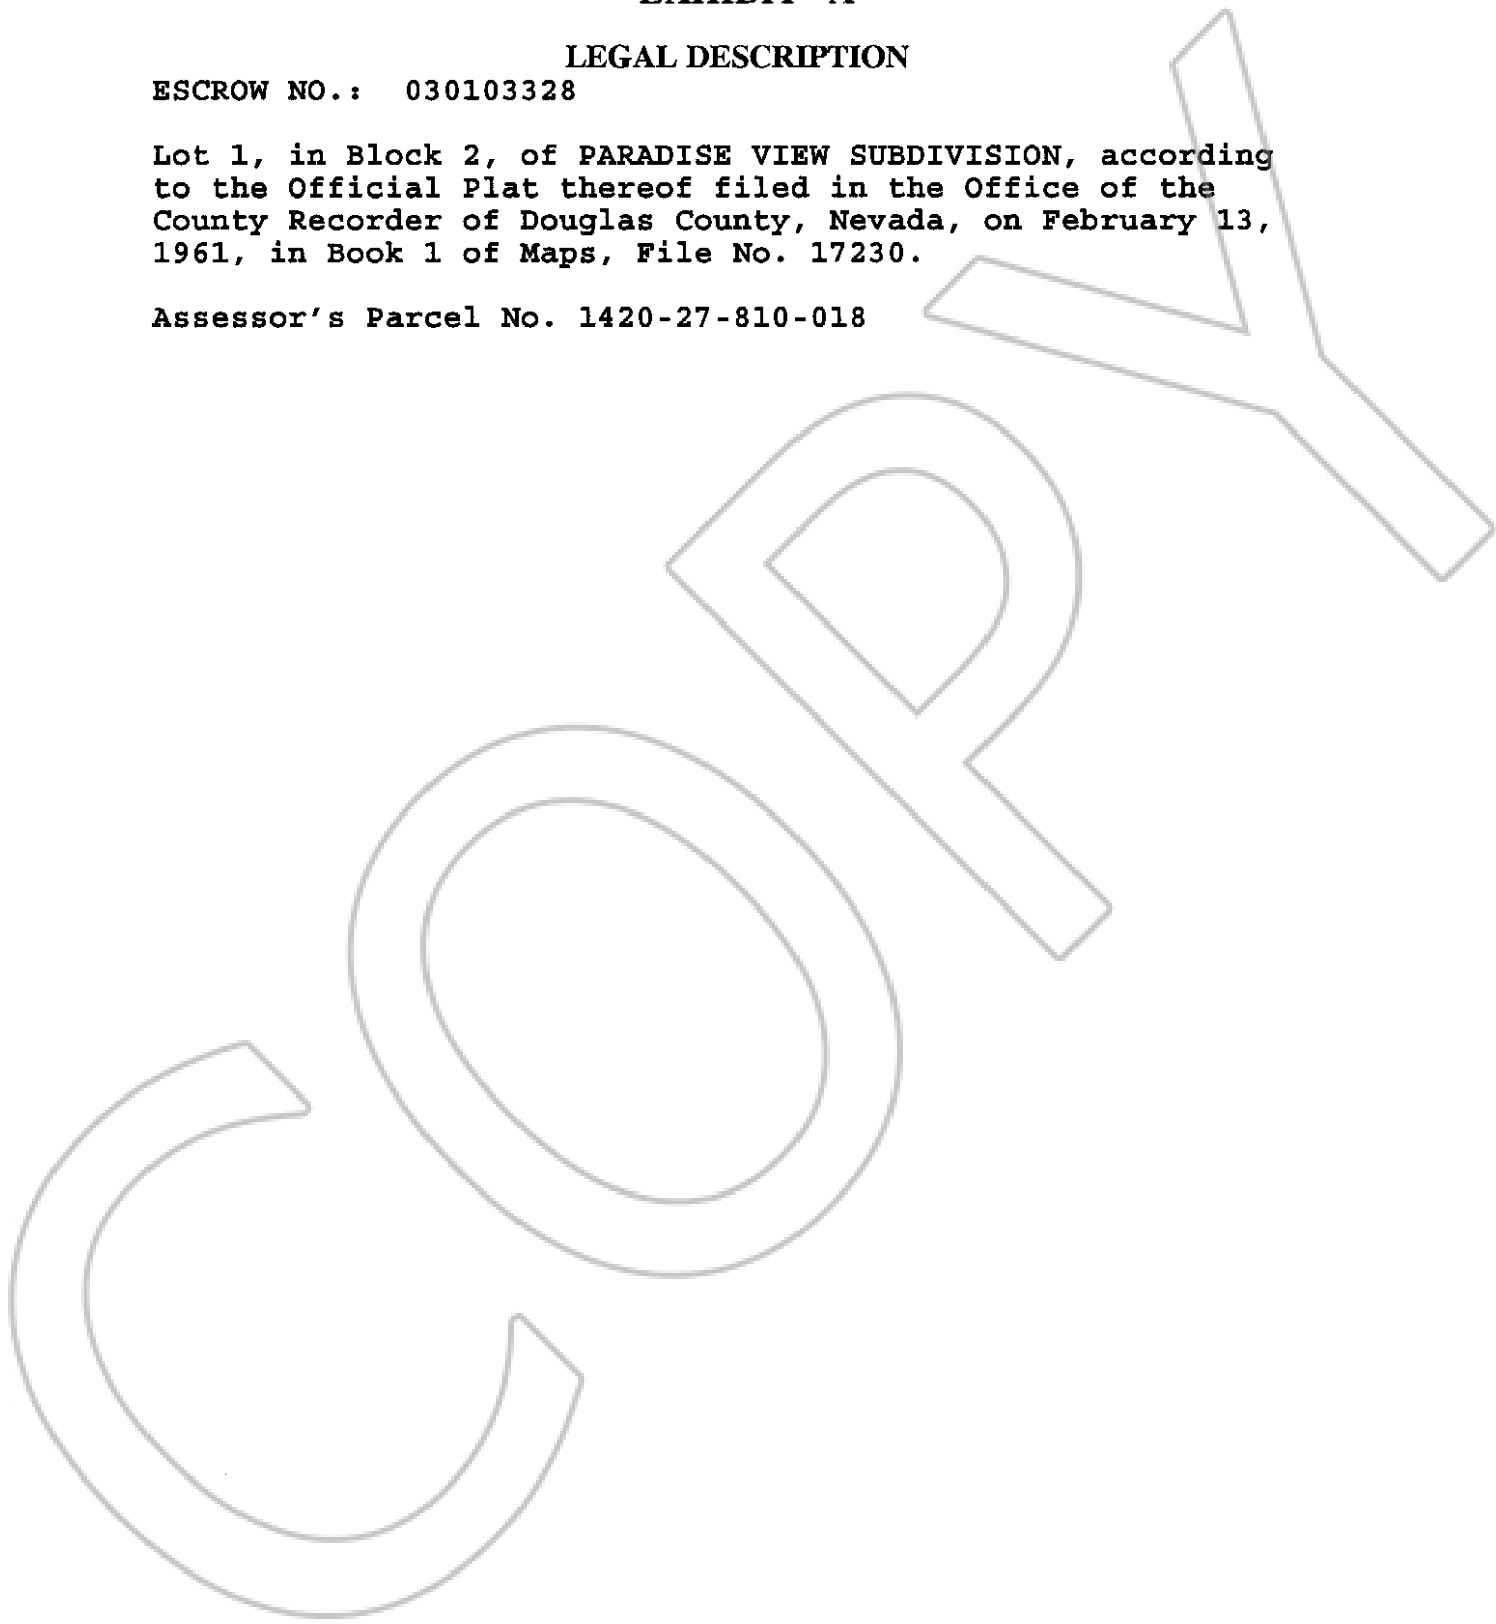 LEGAL DESCRIPTION
ESCROW NO.: 030103328
Lot 1, in Block 2, of PARADISE VIEW SUBDIVISION, according
to the Official Plat thereof filed in the Office of the
County Recorder of Douglas County, Nevada, on February 13,
1961, in Book 1 of Maps, File No. 17230.
Assessor's Parcel No. 1420-27-810-018
COPY